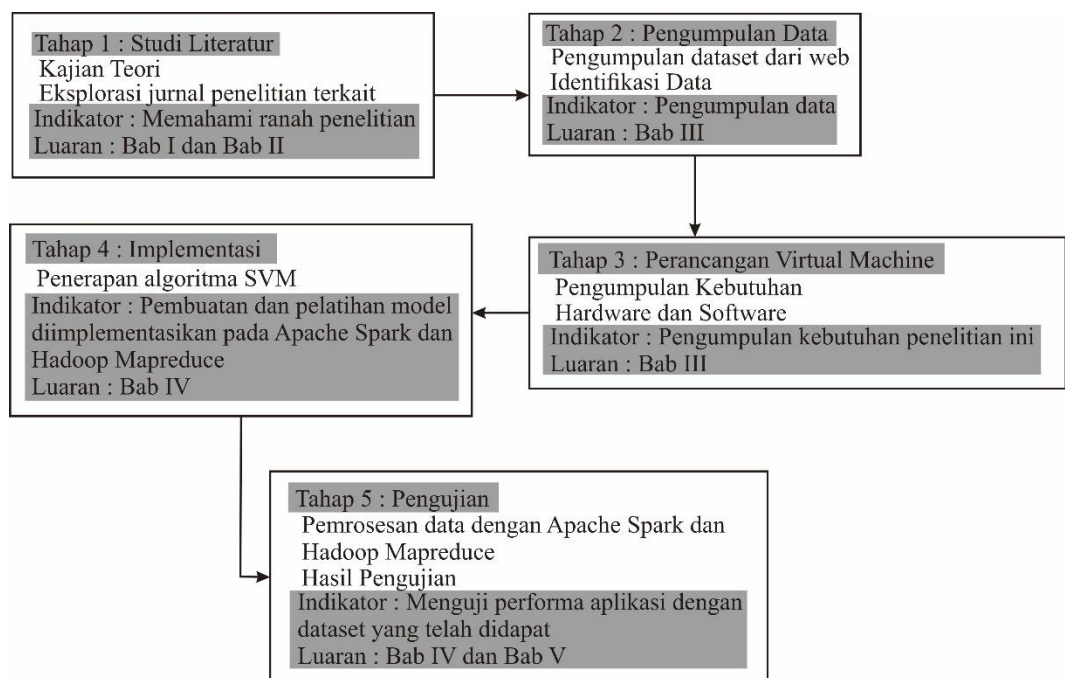 Tahap 1 : Studi Literatur
Kajian Teori
Eksplorasi jurnal penelitian terkait
Indikator : Memahami ranah penelitian
Luaran : Bab I dan Bab II
Tahap 2 : Pengumpulan Data
Pengumpulan dataset dari web
Identifikasi Data
Indikator : Pengumpulan data
Luaran : Bab III
Tahap 3 : Perancangan Virtual Machine
Pengumpulan Kebutuhan
Hardware dan Software
Indikator : Pengumpulan kebutuhan penelitian ini
Luaran : Bab III
Tahap 4 : Implementasi
Penerapan algoritma SVM
Indikator : Pembuatan dan pelatihan model
diimplementasikan pada Apache Spark dan
Hadoop Mapreduce
Luaran : Bab IV
Tahap 5 : Pengujian
Pemrosesan data dengan Apache Spark dan
Hadoop Mapreduce
Hasil Pengujian
Indikator : Menguji performa aplikasi dengan
dataset yang telah didapat
Luaran : Bab IV dan Bab V